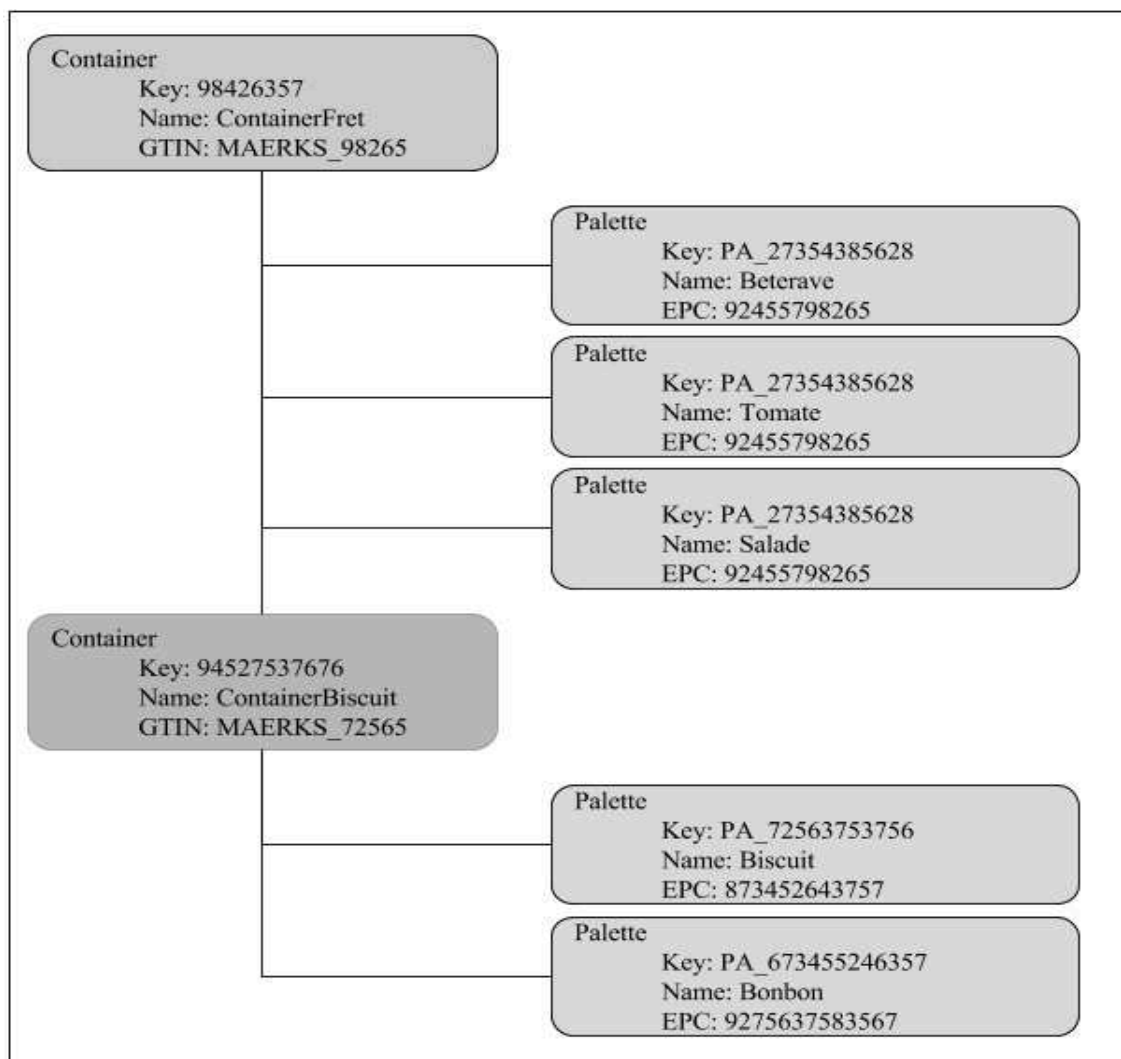 Container
Key: 98426357
Name: ContainerFret
GTIN: MAERKS_98265
Palette
Key: PA_27354385628
Name: Beterave
EPC: 92455798265
Palette
Key: PA_27354385628
Name: Tomate
EPC: 92455798265
Palette
Key: PA_27354385628
Name: Salade
EPC: 92455798265
Container
Key: 94527537676
Name: ContainerBiscuit
GTIN: MAERKS_72565
Palette
Key: PA_72563753756
Name: Biscuit
EPC: 873452643757
Palette
Key: PA_673455246357
Name: Bonbon
EPC: 9275637583567